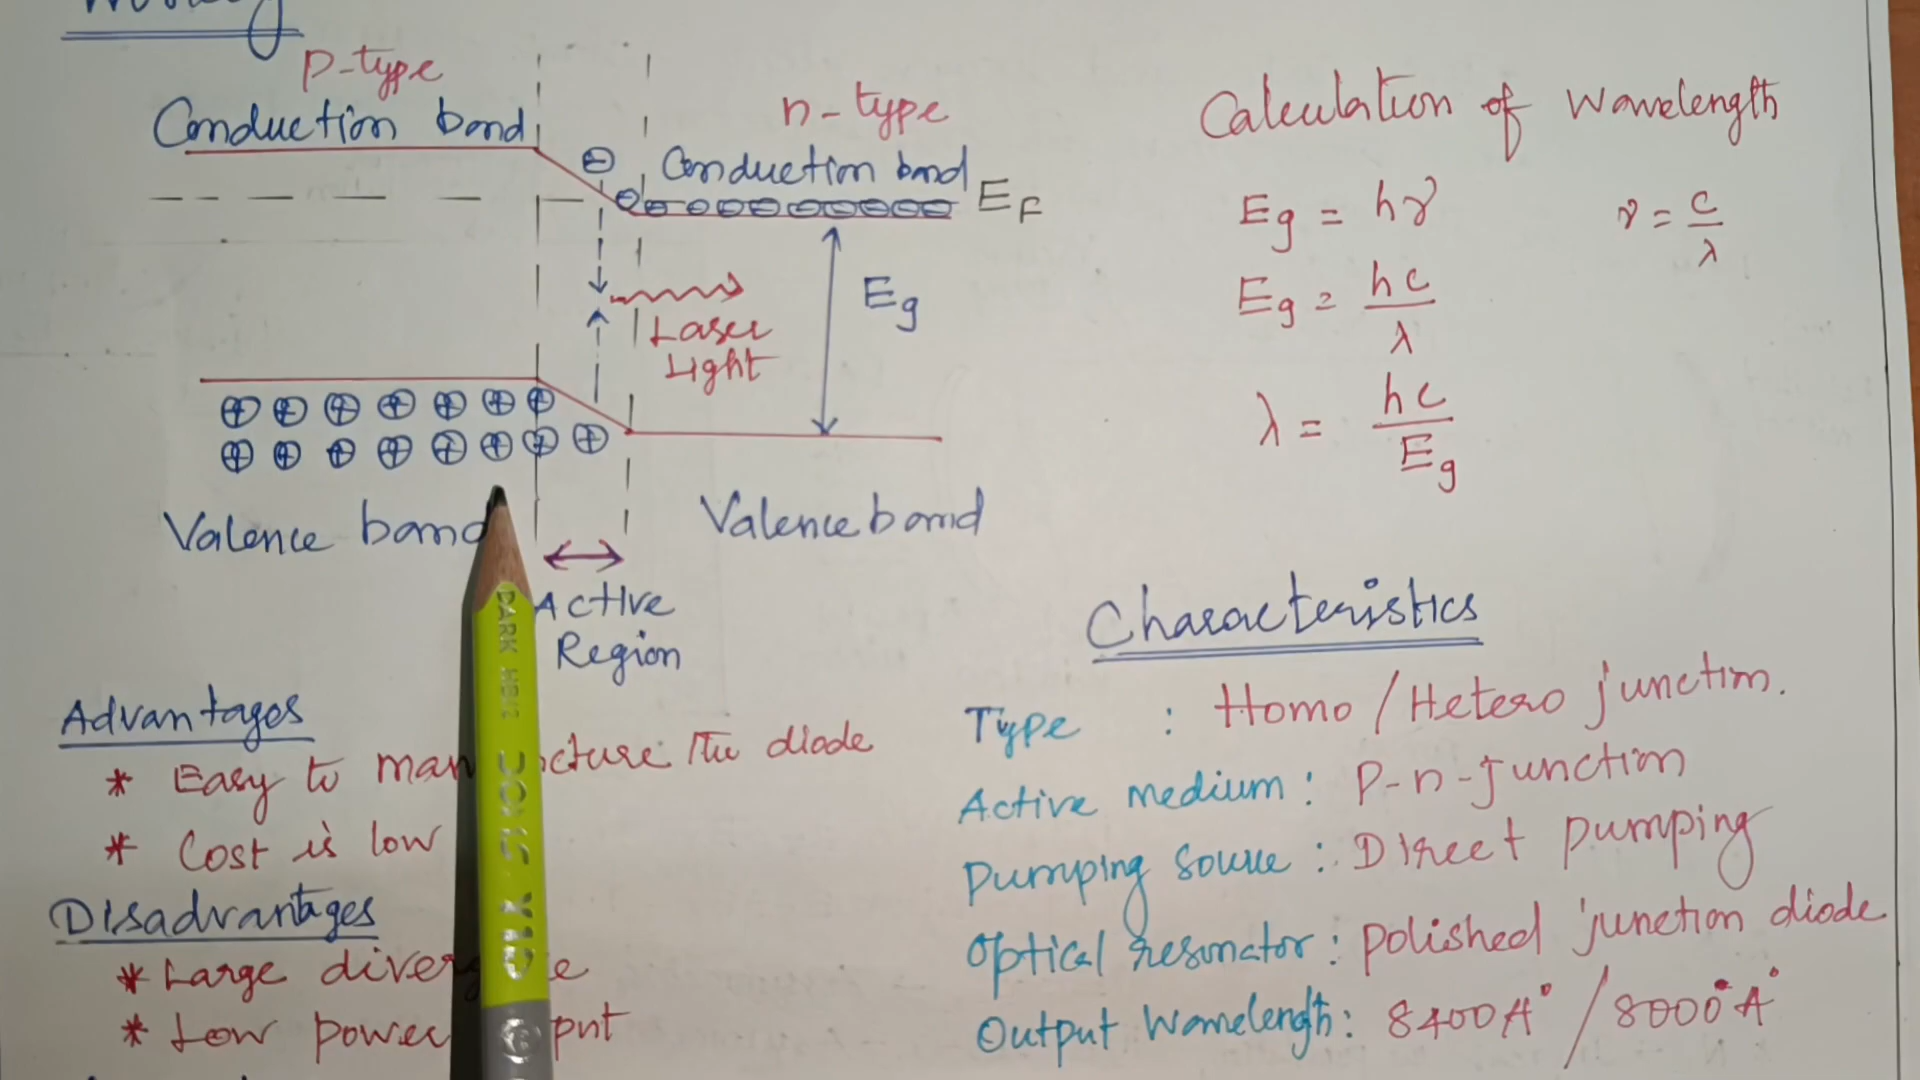 Working
p-type
Conduction band
n-type
Conduction band
EF
Eg
Laser
Light
Valence band
Valence band
Active
Region
Calculation of Wavelength
Eg = hν
ν = c/λ
Eg = hc/λ
λ = hc/Eg
Advantages
* Easy to man cture the diode
* Cost is low
Disadvantages
* Large diver e
* Low power put
Characteristics
Type : Homo / Hetero junction.
Active medium : P-n-junction
Pumping source : Direct pumping
Optical resonator : polished junction diode
Output Wavelength : 8400A° / 8000°A°
DARK